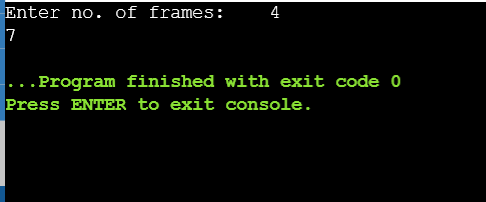 Enter no. of frames:    4
7
...Program finished with exit code 0
Press ENTER to exit console.